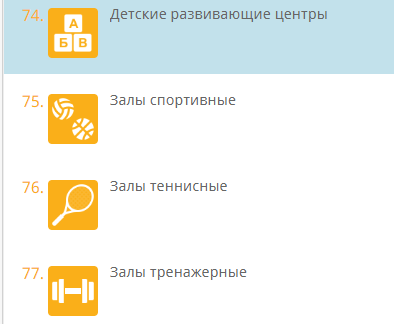 74. Детские развивающие центры
А
Б В
75. Залы спортивные
76. Залы теннисные
77. Залы тренажерные